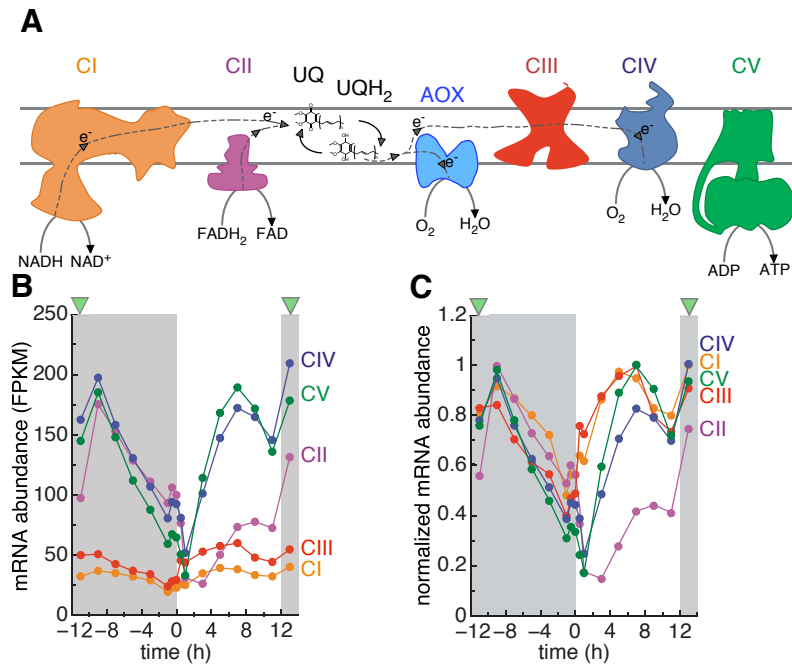 A
CI
CII
UQ
UQH2
AOX
CIII
CIV
CV
e-
e-
e-
e-
e-
NADH NAD+
FADH2 FAD
O2
H2O
O2
H2O
ADP
ATP
B
250
200
150
100
50
0
mRNA abundance (FPKM)
−12 −8 −4 0 4 8 12
time (h)
CIV
CV
CII
CIII
CI
C
1.2
1
0.8
0.6
0.4
0.2
0
normalized mRNA abundance
−12 −8 −4 0 4 8 12
time (h)
CIV
CI
CV
CIII
CII